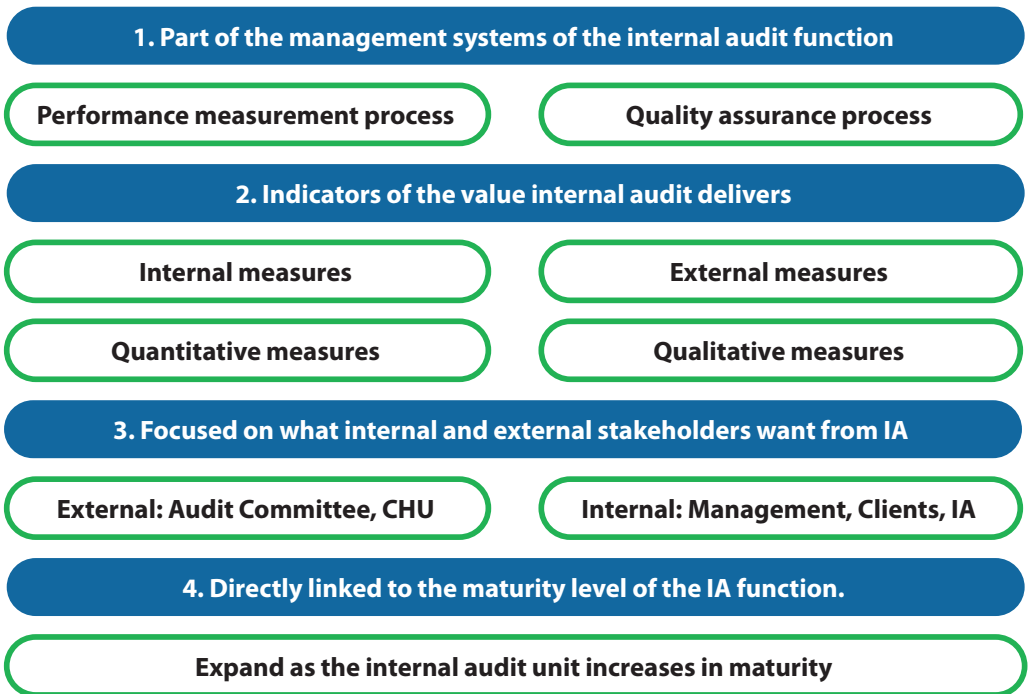 1. Part of the management systems of the internal audit function
Performance measurement process
Quality assurance process
2. Indicators of the value internal audit delivers
Internal measures
External measures
Quantitative measures
Qualitative measures
3. Focused on what internal and external stakeholders want from IA
External: Audit Committee, CHU
Internal: Management, Clients, IA
4. Directly linked to the maturity level of the IA function.
Expand as the internal audit unit increases in maturity